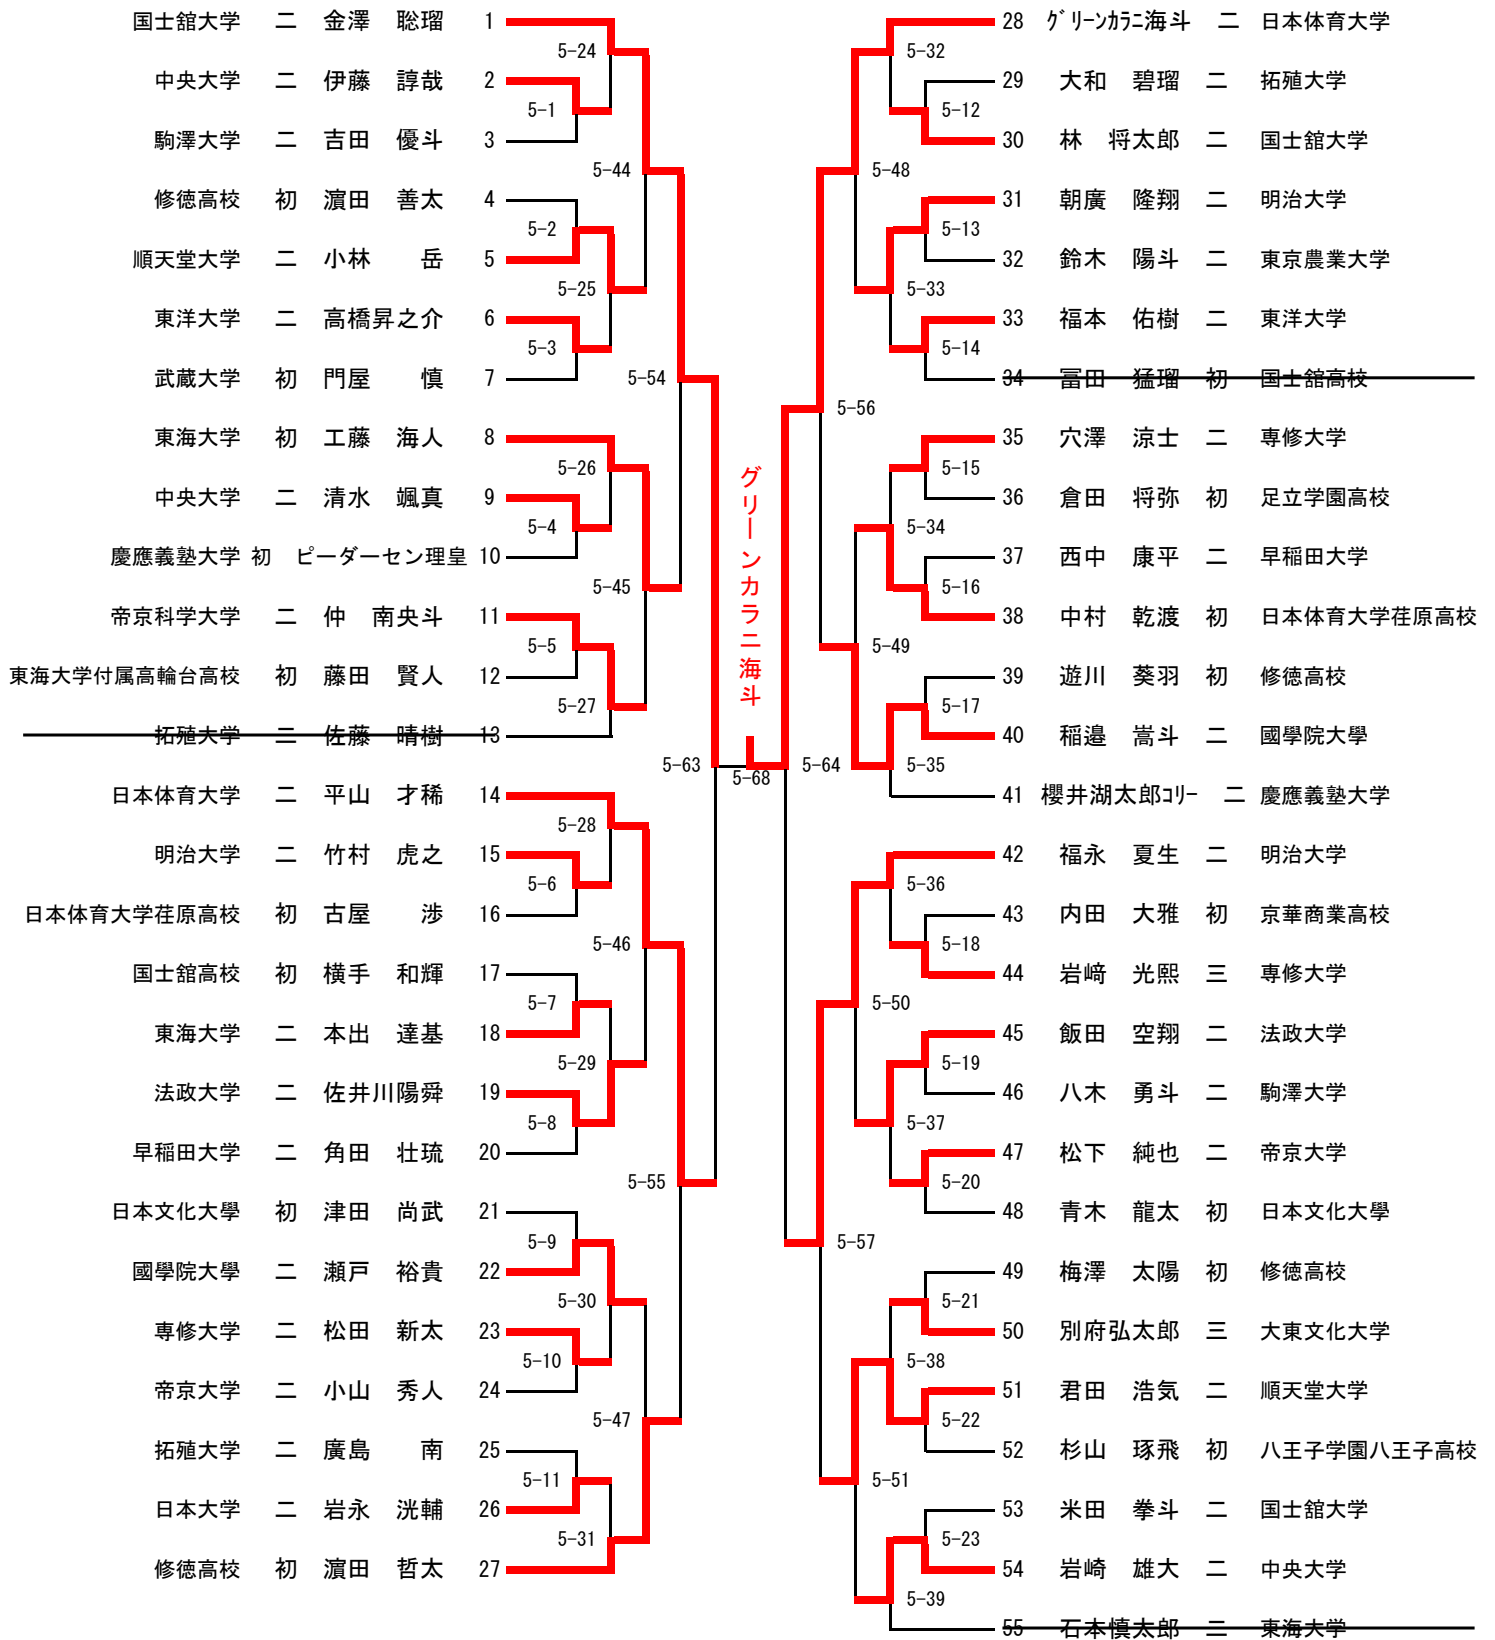 国士舘大学 二 金澤 聡瑠 1
5-24
中央大学 二 伊藤 諄哉 2
5-1
駒澤大学 二 吉田 優斗 3
5-44
修徳高校 初 濵田 善太 4
5-2
順天堂大学 二 小林 岳 5
5-25
東洋大学 二 高橋昇之介 6
5-3
武蔵大学 初 門屋 慎 7
5-54
東海大学 初 工藤 海人 8
5-26
中央大学 二 清水 颯真 9
5-4
慶應義塾大学 初 ピーダーセン理皇 10
5-45
帝京科学大学 二 仲 南央斗 11
5-5
東海大学付属高輪台高校 初 藤田 賢人 12
5-27
拓殖大学 二 佐藤 晴樹 13
5-63
日本体育大学 二 平山 才稀 14
5-28
明治大学 二 竹村 虎之 15
5-6
日本体育大学荏原高校 初 古屋 渉 16
5-46
国士舘高校 初 横手 和輝 17
5-7
東海大学 二 本出 達基 18
5-29
法政大学 二 佐井川陽舜 19
5-8
早稲田大学 二 角田 壮琉 20
5-55
日本文化大學 初 津田 尚武 21
5-9
國學院大學 二 瀬戸 裕貴 22
5-30
専修大学 二 松田 新太 23
5-10
帝京大学 二 小山 秀人 24
5-47
拓殖大学 二 廣島 南 25
5-11
日本大学 二 岩永 洸輔 26
5-31
修徳高校 初 濵田 哲太 27
グリーンカラニ海斗
5-68
28 グリーンカラニ海斗 二 日本体育大学
5-32
29 大和 碧瑠 二 拓殖大学
5-12
30 林 将太郎 二 国士舘大学
5-48
31 朝廣 隆翔 二 明治大学
5-13
32 鈴木 陽斗 二 東京農業大学
5-33
33 福本 佑樹 二 東洋大学
5-14
34 冨田 猛瑠 初 国士舘高校
5-56
35 穴澤 涼士 二 専修大学
5-15
36 倉田 将弥 初 足立学園高校
5-34
37 西中 康平 二 早稲田大学
5-16
38 中村 乾渡 初 日本体育大学荏原高校
5-49
39 遊川 葵羽 初 修徳高校
5-17
40 稲邉 嵩斗 二 國學院大學
5-64
5-35
41 櫻井湖太郎コリー 二 慶應義塾大学
42 福永 夏生 二 明治大学
5-36
43 内田 大雅 初 京華商業高校
5-18
44 岩﨑 光熙 三 専修大学
5-50
45 飯田 空翔 二 法政大学
5-19
46 八木 勇斗 二 駒澤大学
5-37
47 松下 純也 二 帝京大学
5-20
48 青木 龍太 初 日本文化大學
5-57
49 梅澤 太陽 初 修徳高校
5-21
50 別府弘太郎 三 大東文化大学
5-38
51 君田 浩気 二 順天堂大学
5-22
52 杉山 琢飛 初 八王子学園八王子高校
5-51
53 米田 拳斗 二 国士舘大学
5-23
54 岩崎 雄大 二 中央大学
5-39
55 石本慎太郎 二 東海大学